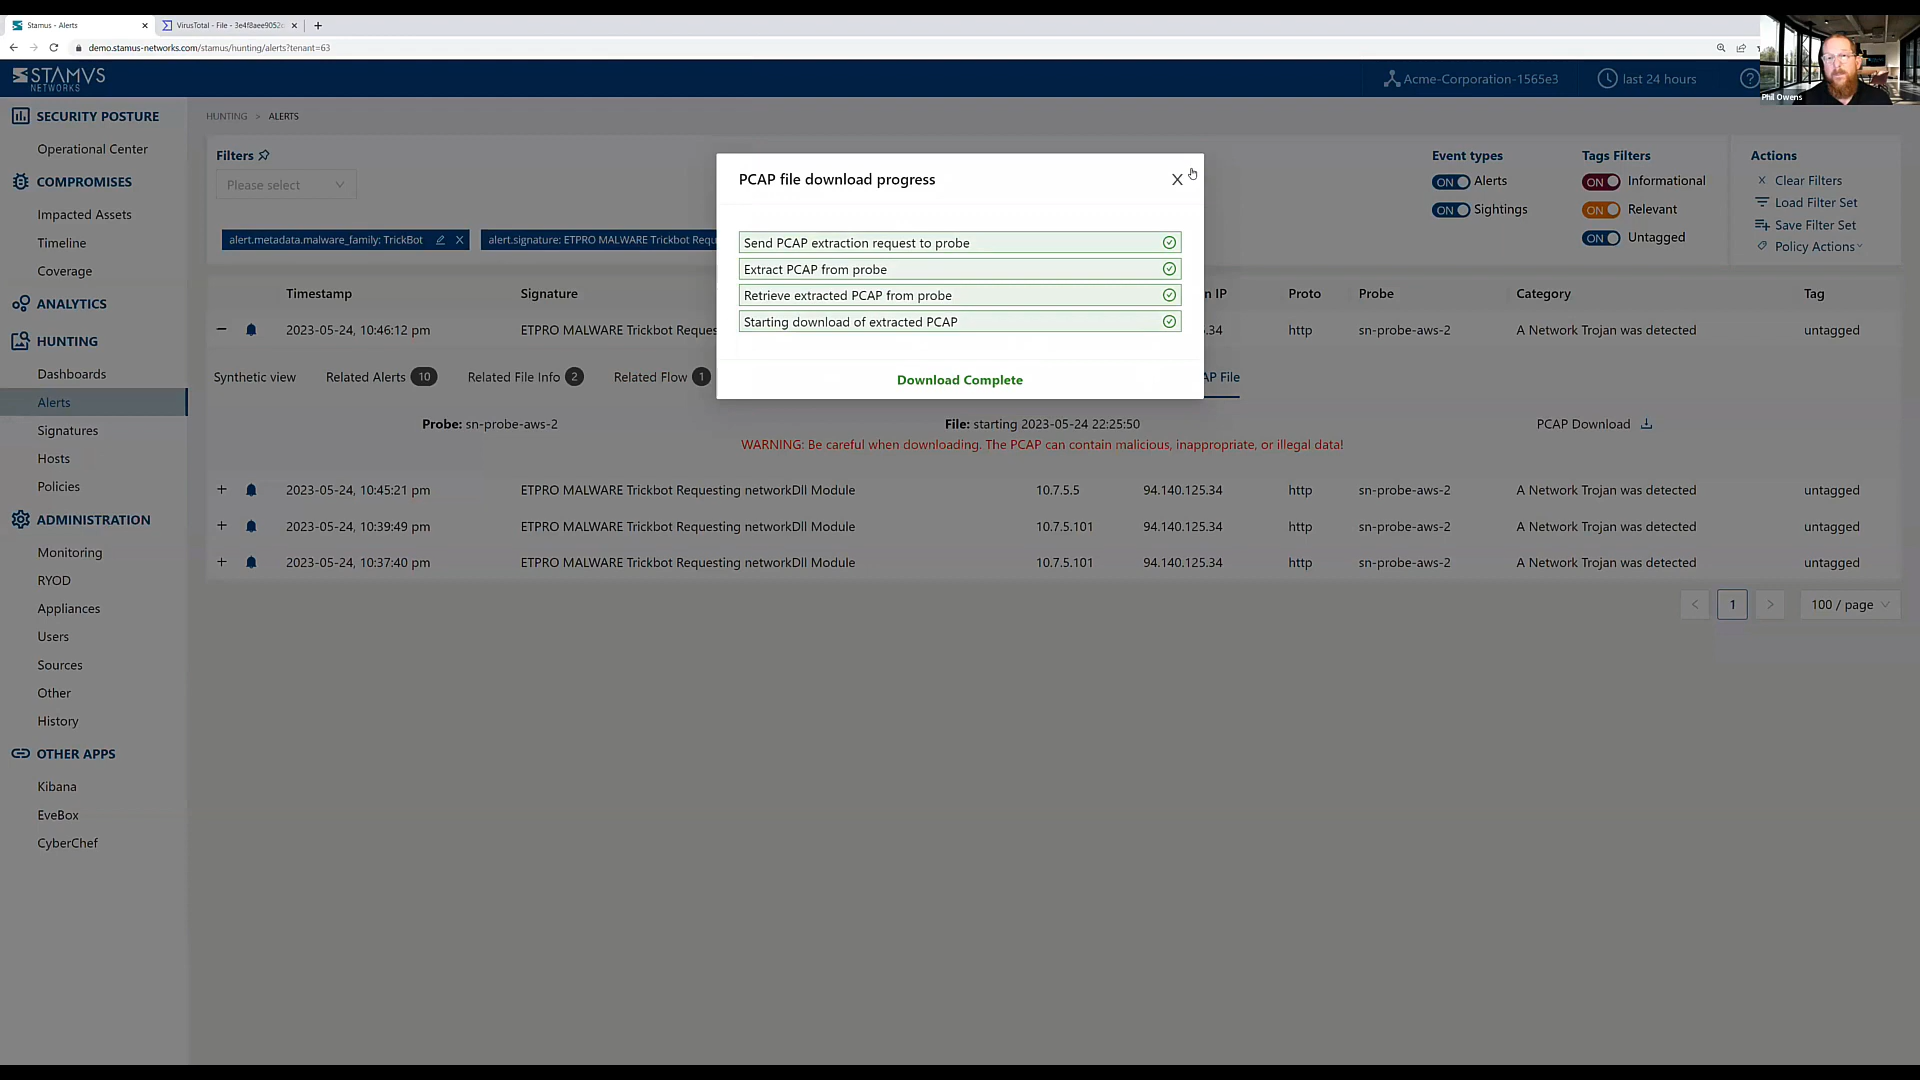 Stamus - Alerts
VirusTotal - File - 3e4f8aee9052
demo.stamus-networks.com/stamus/hunting/alerts?tenant=63
Phil Owens
STAMVS
NETWORKS
Acme-Corporation-1565e3
last 24 hours
SECURITY POSTURE
Operational Center
COMPROMISES
Impacted Assets
Timeline
Coverage
ANALYTICS
HUNTING
Dashboards
Alerts
Signatures
Hosts
Policies
ADMINISTRATION
Monitoring
RYOD
Appliances
Users
Sources
Other
History
OTHER APPS
Kibana
EveBox
CyberChef
HUNTING > ALERTS
Filters
Please select
alert.metadata.malware_family: TrickBot
alert.signature: ETPRO MALWARE Trickbot Requ
Event types
ON Alerts
ON Sightings
Tags Filters
ON Informational
ON Relevant
ON Untagged
Actions
Clear Filters
Load Filter Set
Save Filter Set
Policy Actions
PCAP file download progress
Send PCAP extraction request to probe
Extract PCAP from probe
Retrieve extracted PCAP from probe
Starting download of extracted PCAP
Download Complete
Timestamp Signature n IP Proto Probe Category Tag
2023-05-24, 10:46:12 pm ETPRO MALWARE Trickbot Reques .34 http sn-probe-aws-2 A Network Trojan was detected untagged
Synthetic view Related Alerts 10 Related File Info 2 Related Flow 1 AP File
Probe: sn-probe-aws-2 File: starting 2023-05-24 22:25:50 PCAP Download
WARNING: Be careful when downloading. The PCAP can contain malicious, inappropriate, or illegal data!
2023-05-24, 10:45:21 pm ETPRO MALWARE Trickbot Requesting networkDll Module 10.7.5.5 94.140.125.34 http sn-probe-aws-2 A Network Trojan was detected untagged
2023-05-24, 10:39:49 pm ETPRO MALWARE Trickbot Requesting networkDll Module 10.7.5.101 94.140.125.34 http sn-probe-aws-2 A Network Trojan was detected untagged
2023-05-24, 10:37:40 pm ETPRO MALWARE Trickbot Requesting networkDll Module 10.7.5.101 94.140.125.34 http sn-probe-aws-2 A Network Trojan was detected untagged
1
100 / page